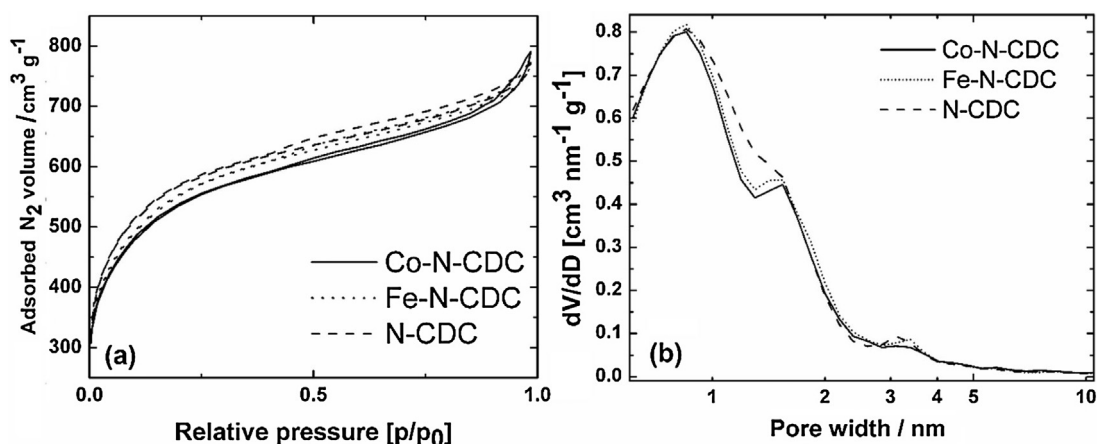 800
700
600
500
400
300
Adsorbed N₂ volume / cm³ g⁻¹
Co-N-CDC
Fe-N-CDC
N-CDC
(a)
0.0 0.5 1.0
Relative pressure [p/p₀]
0.8
0.7
0.6
0.5
0.4
0.3
0.2
0.1
0.0
dV/dD [cm³ nm⁻¹ g⁻¹]
Co-N-CDC
Fe-N-CDC
N-CDC
(b)
1 2 3 4 5 10
Pore width / nm